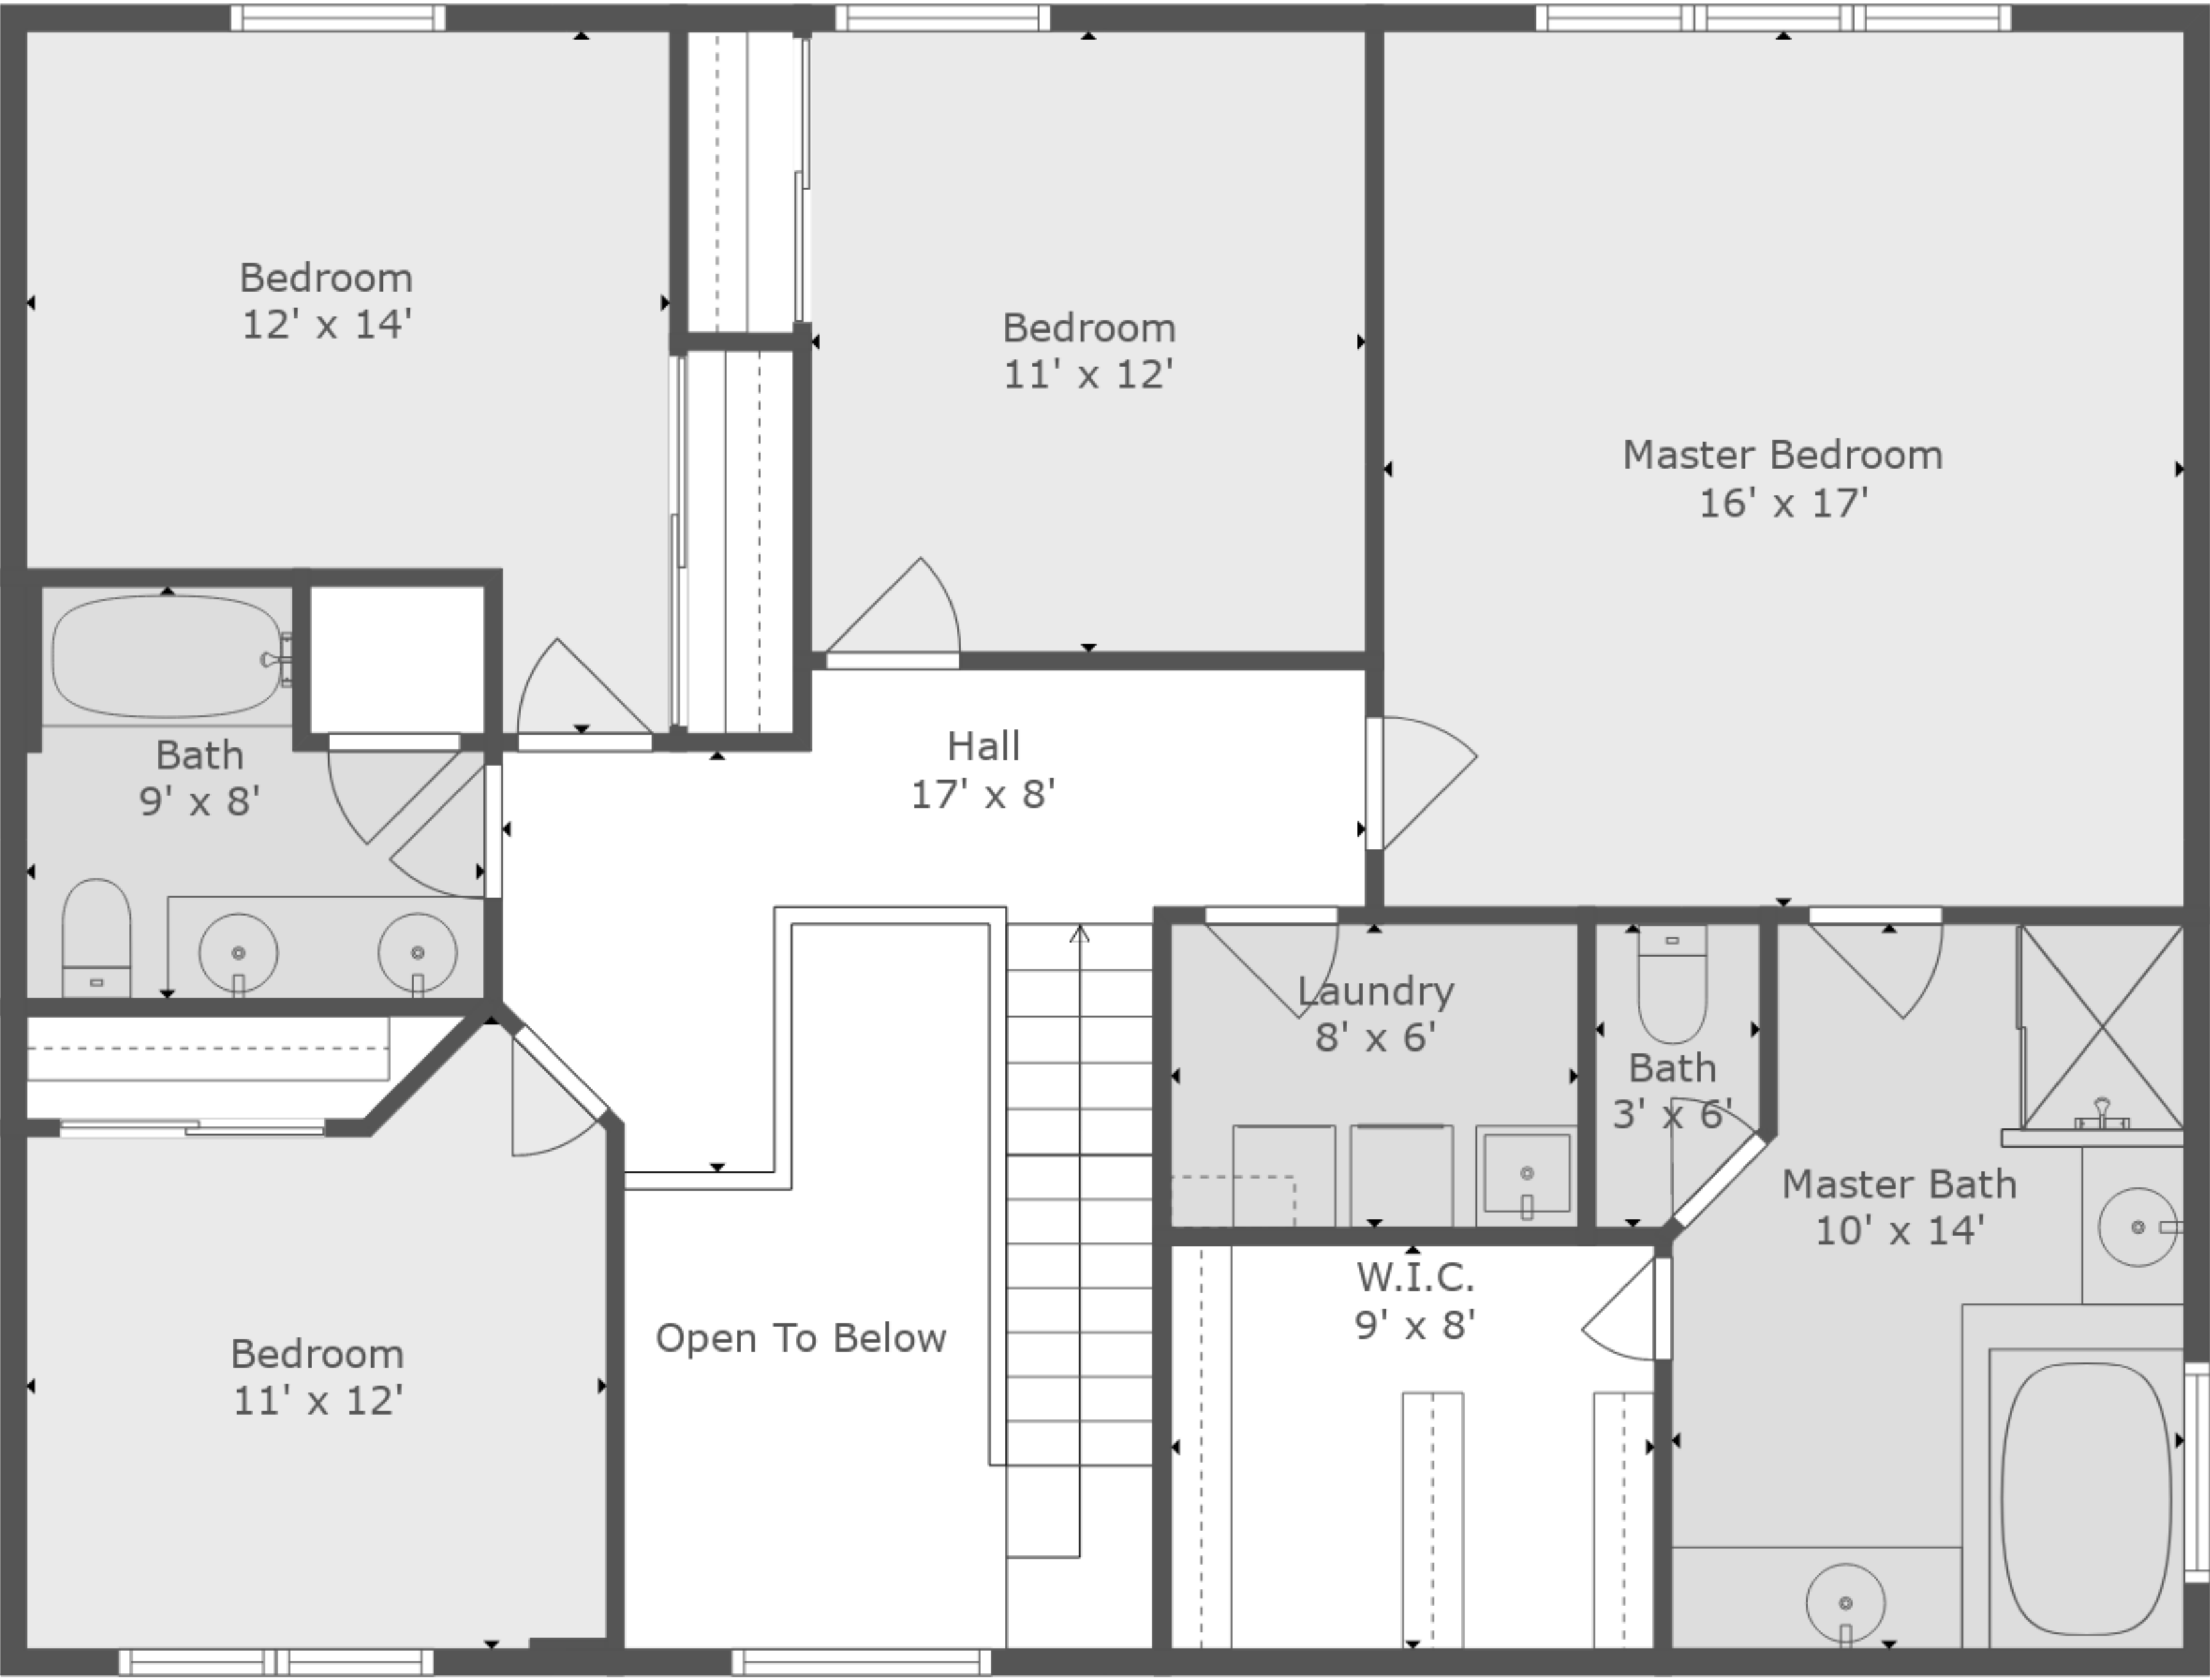 Bedroom
12' x 14'
Bedroom
11' x 12'
Master Bedroom
16' x 17'
Bath
9' x 8'
Hall
17' x 8'
Laundry
8' x 6'
Bath
3' x 6'
Master Bath
10' x 14'
W.I.C.
9' x 8'
Open To Below
Bedroom
11' x 12'